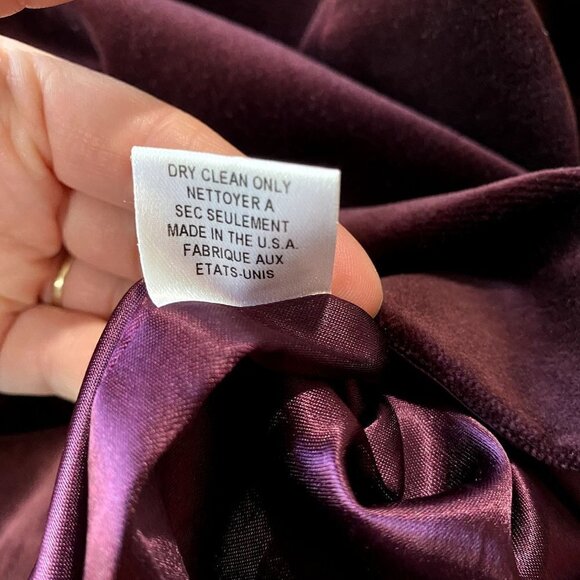 DRY CLEAN ONLY
NETTOYER A
SEC SEULEMENT
MADE IN THE U.S.A.
FABRIQUE AUX
ETATS-UNIS